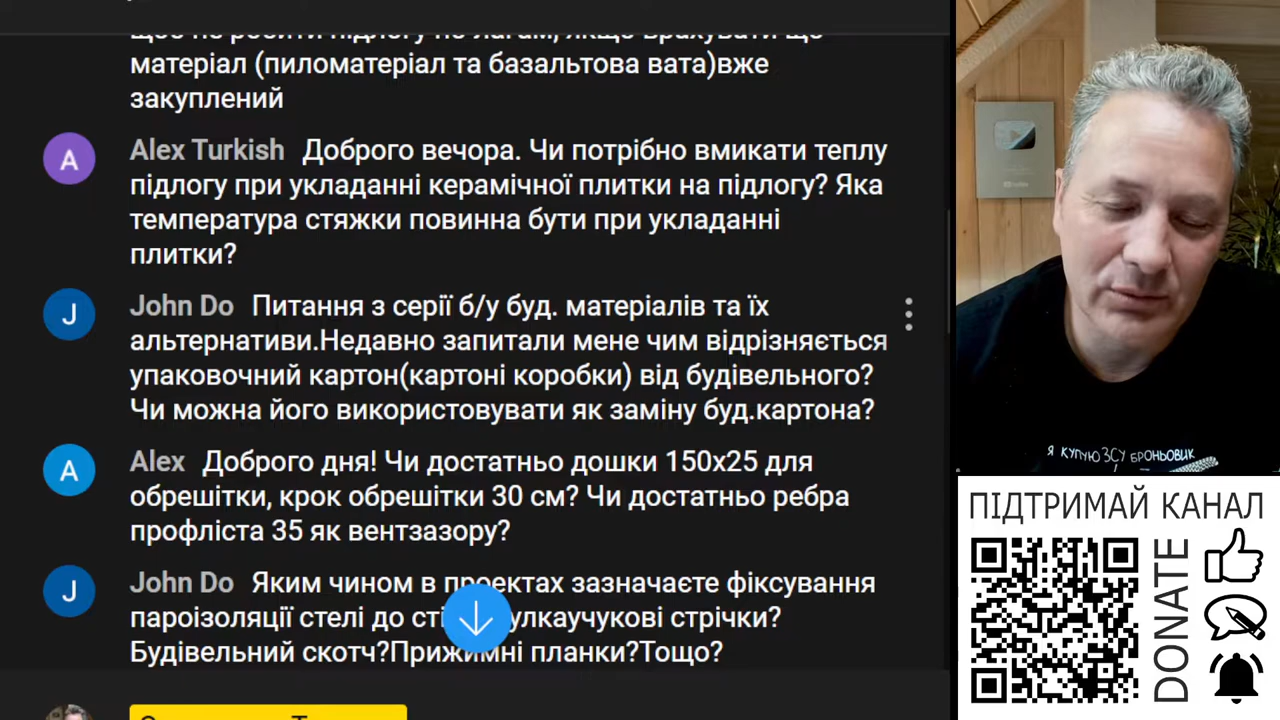 матеріал (пиломатеріал та базальтова вата)вже
закуплений
Alex Turkish Доброго вечора. Чи потрібно вмикати теплу
підлогу при укладанні керамічної плитки на підлогу? Яка
температура стяжки повинна бути при укладанні
плитки?
John Do Питання з серії б/у буд. матеріалів та їх
альтернативи.Недавно запитали мене чим відрізняється
упаковочний картон(картоні коробки) від будівельного?
Чи можна його використовувати як заміну буд.картона?
Alex Доброго дня! Чи достатньо дошки 150х25 для
обрешітки, крок обрешітки 30 см? Чи достатньо ребра
профліста 35 як вентзазору?
John Do Яким чином в проектах зазначаєте фіксування
пароізоляції стелі до стрічки?
Будівельний скотч?Прижимні планки?Тощо?
Я КУПУЮ ЗСУ БРОНЬОВИК
ПІДТРИМАЙ КАНАЛ
DONATE